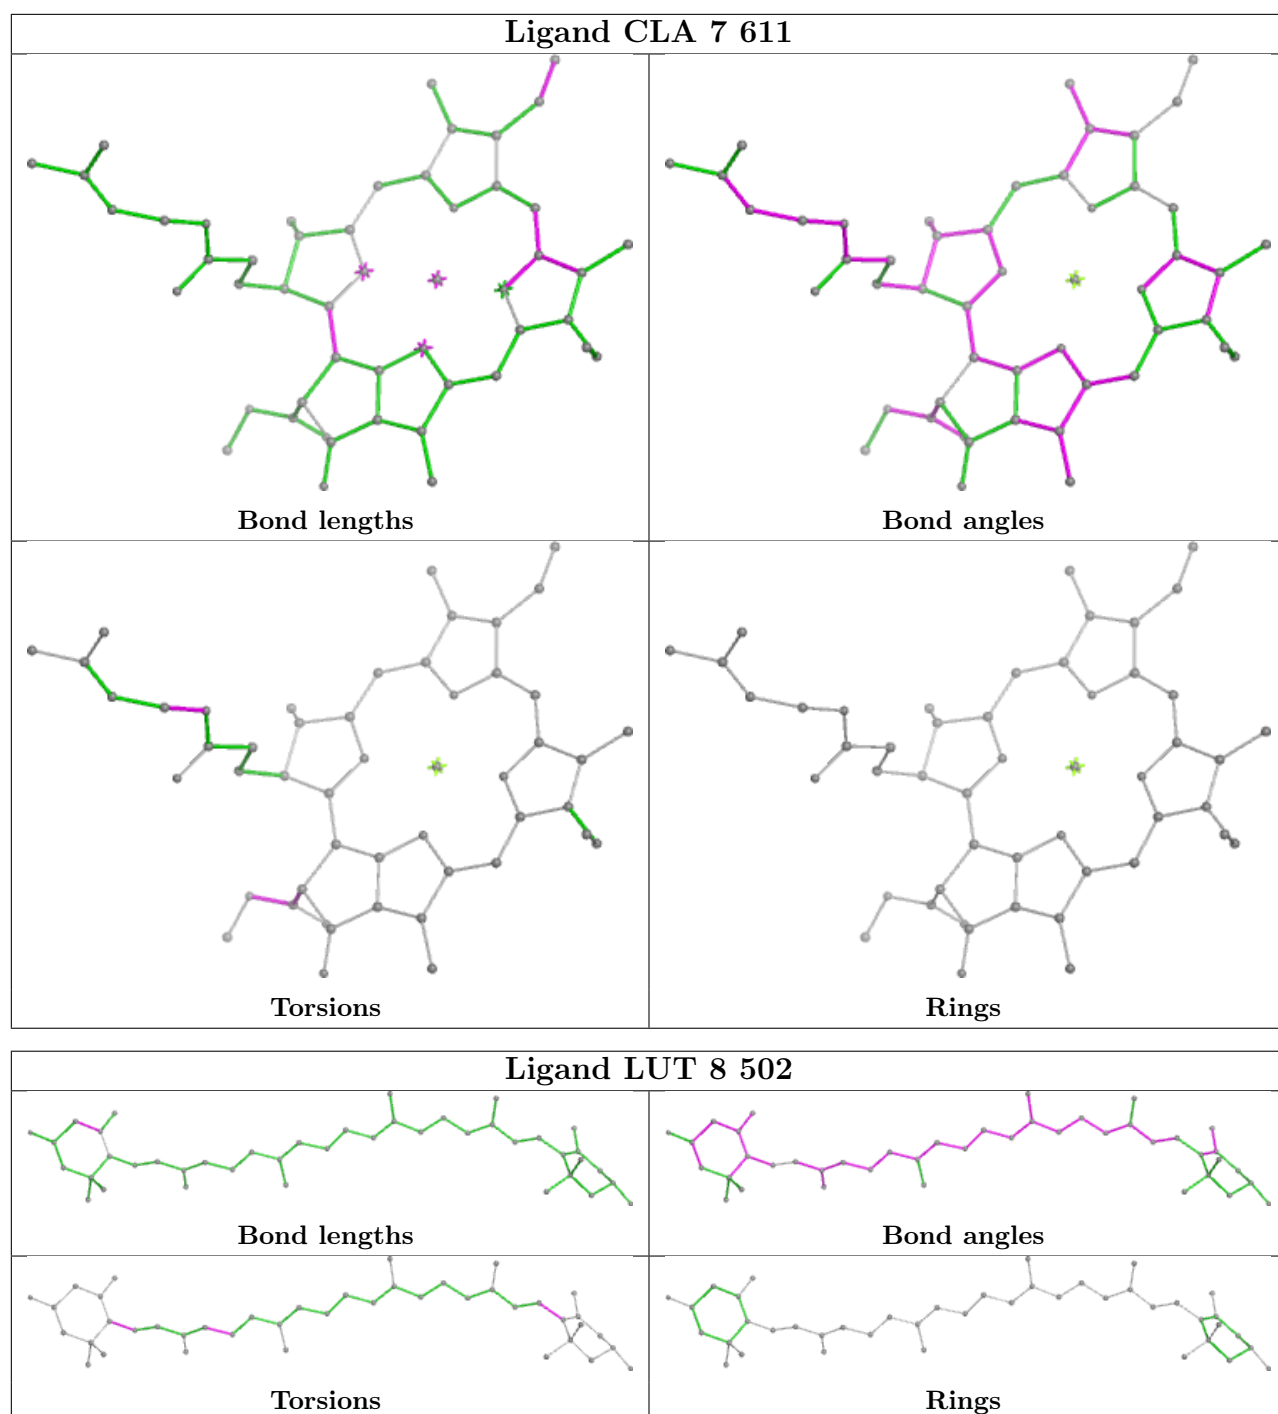 Ligand CLA 7 611
Bond lengths
Bond angles
Torsions
Rings
Ligand LUT 8 502
Bond lengths
Bond angles
Torsions
Rings